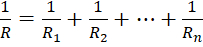 1/R = 1/R₁ + 1/R₂ + ⋯ + 1/Rₙ